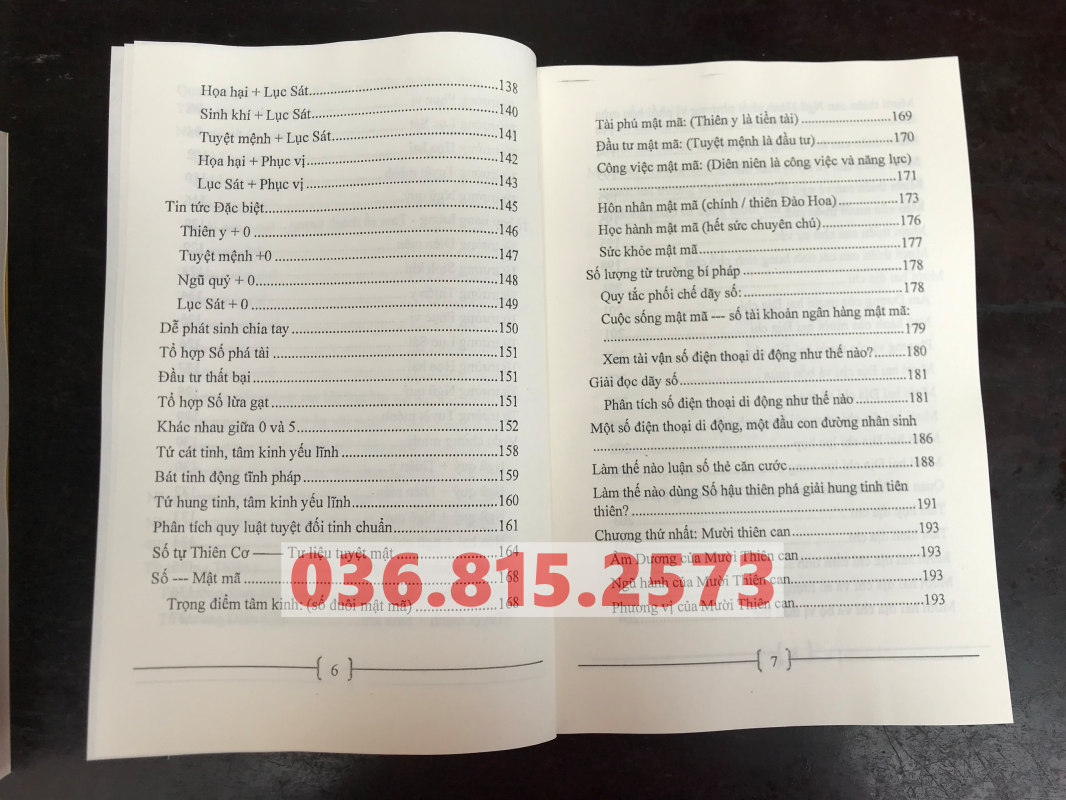 Họa hại + Lục Sát.....138
Sinh khí + Lục Sát.....140
Tuyệt mệnh + Lục Sát.....141
Họa hại + Phục vị.....142
Lục Sát + Phục vị.....143
Tin tức Đặc biệt.....145
Thiên y + 0.....146
Tuyệt mệnh +0.....147
Ngũ quỷ + 0.....148
Lục Sát + 0.....149
Dễ phát sinh chia tay.....150
Tổ hợp Số phá tài.....151
Đầu tư thất bại.....151
Tổ hợp Số lừa gạt.....151
Khác nhau giữa 0 và 5.....152
Tứ cát tinh, tâm kinh yếu lĩnh.....158
Bát tinh động tĩnh pháp.....159
Tứ hung tinh, tâm kinh yếu lĩnh.....160
Phân tích quy luật tuyệt đối tinh chuẩn.....161
Số tự Thiên Cơ —— Tư liệu tuyệt mật.....164
Số --- Mật mã.....168
Trọng điểm tâm kinh: (số đuôi mật mã).....168
6
Tài phú mật mã: (Thiên y là tiền tài).....169
Đầu tư mật mã: (Tuyệt mệnh là đầu tư).....170
Công việc mật mã: (Diên niên là công việc và năng lực)
.....171
Hôn nhân mật mã (chính / thiên Đào Hoa).....173
Học hành mật mã (hết sức chuyên chú).....176
Sức khỏe mật mã.....177
Số lượng từ trường bí pháp.....178
Quy tắc phối chế dãy số:.....178
Cuộc sống mật mã --- số tài khoản ngân hàng mật mã:
.....179
Xem tài vận số điện thoại di động như thế nào?.....180
Giải đọc dãy số.....181
Phân tích số điện thoại di động như thế nào.....181
Một số điện thoại di động, một đầu con đường nhân sinh
.....186
Làm thế nào luận số thẻ căn cước.....188
Làm thế nào dùng Số hậu thiên phá giải hung tinh tiên
thiên?.....191
Chương thứ nhất: Mười thiên can.....193
Âm Dương của Mười Thiên can.....193
Ngũ hành của Mười Thiên can.....193
Phương vị của Mười Thiên can.....193
7
036.815.2573